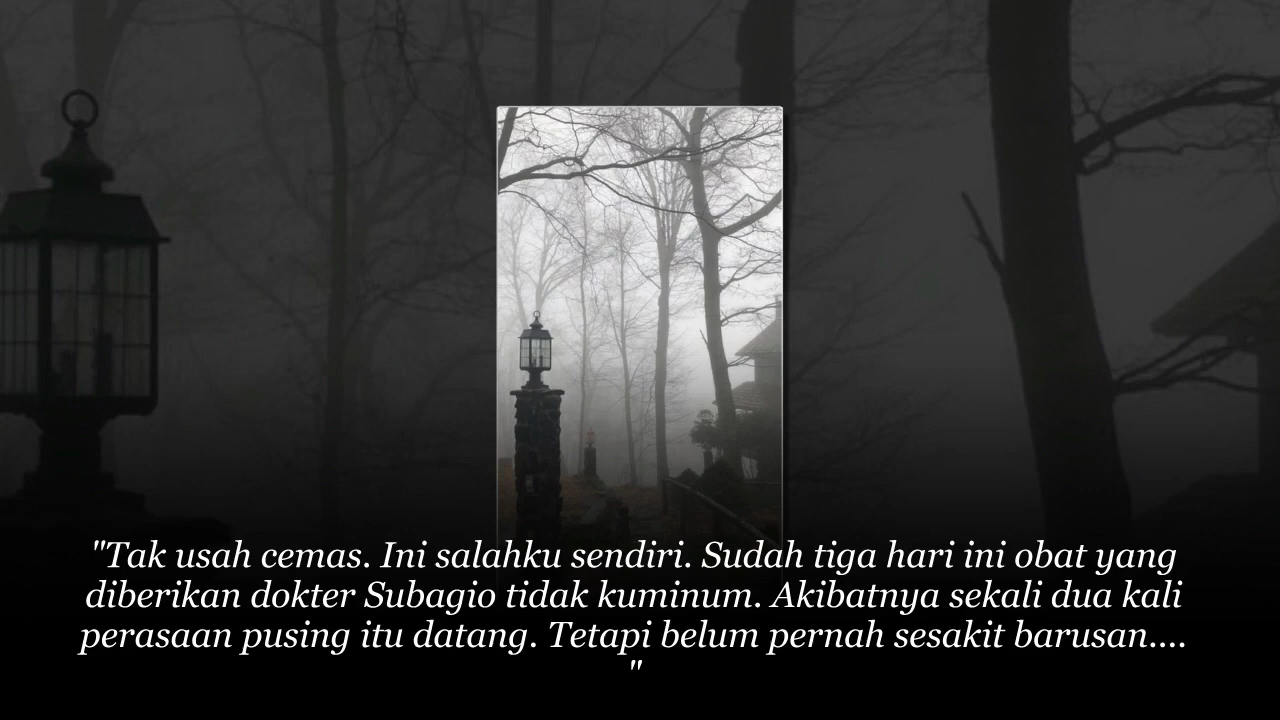 "Tak usah cemas. Ini salahku sendiri. Sudah tiga hari ini obat yang
diberikan dokter Subagio tidak kuminum. Akibatnya sekali dua kali
perasaan pusing itu datang. Tetapi belum pernah sesakit barusan....
"